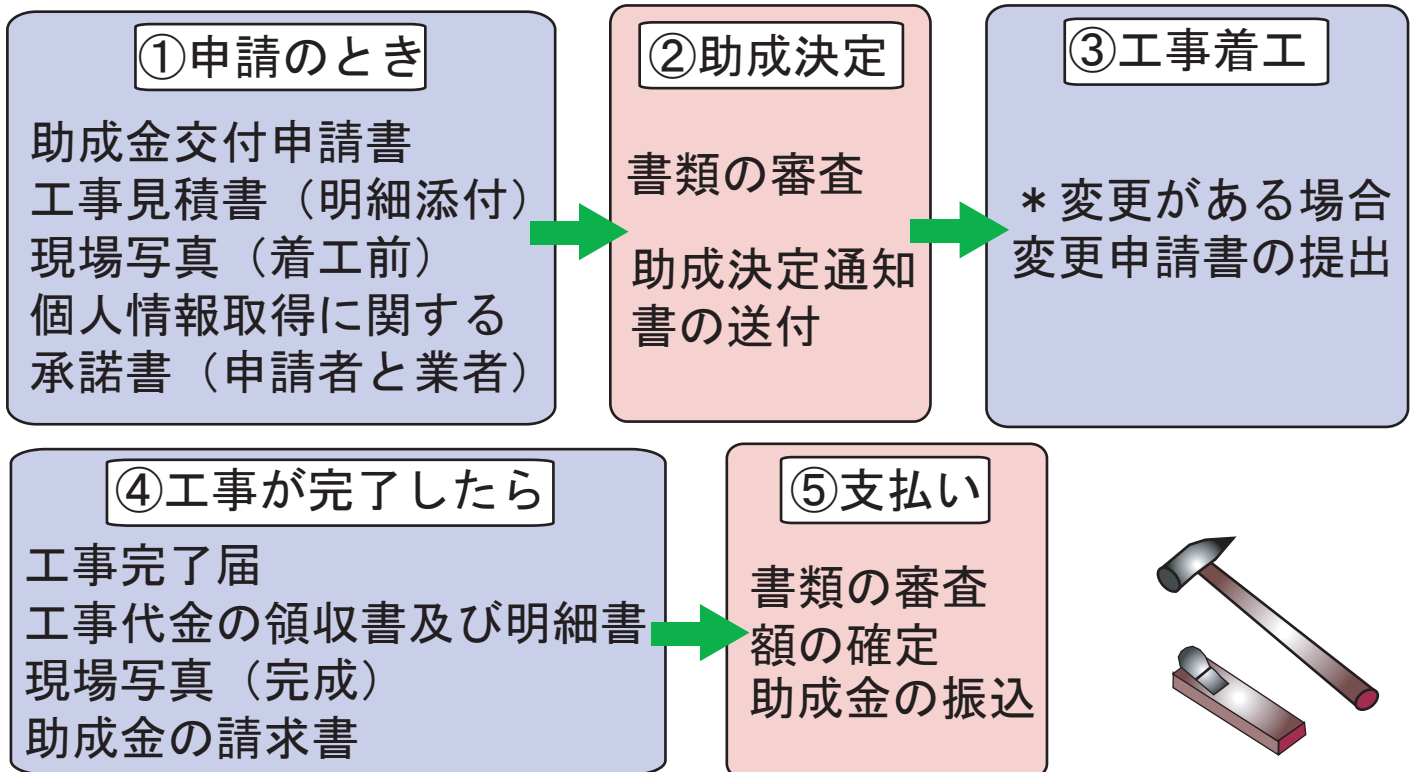 ①申請のとき
助成金交付申請書
工事見積書（明細添付）
現場写真（着工前）
個人情報取得に関する
承諾書（申請者と業者）
②助成決定
書類の審査
助成決定通知
書の送付
③工事着工
＊変更がある場合
変更申請書の提出
④工事が完了したら
工事完了届
工事代金の領収書及び明細書
現場写真（完成）
助成金の請求書
⑤支払い
書類の審査
額の確定
助成金の振込